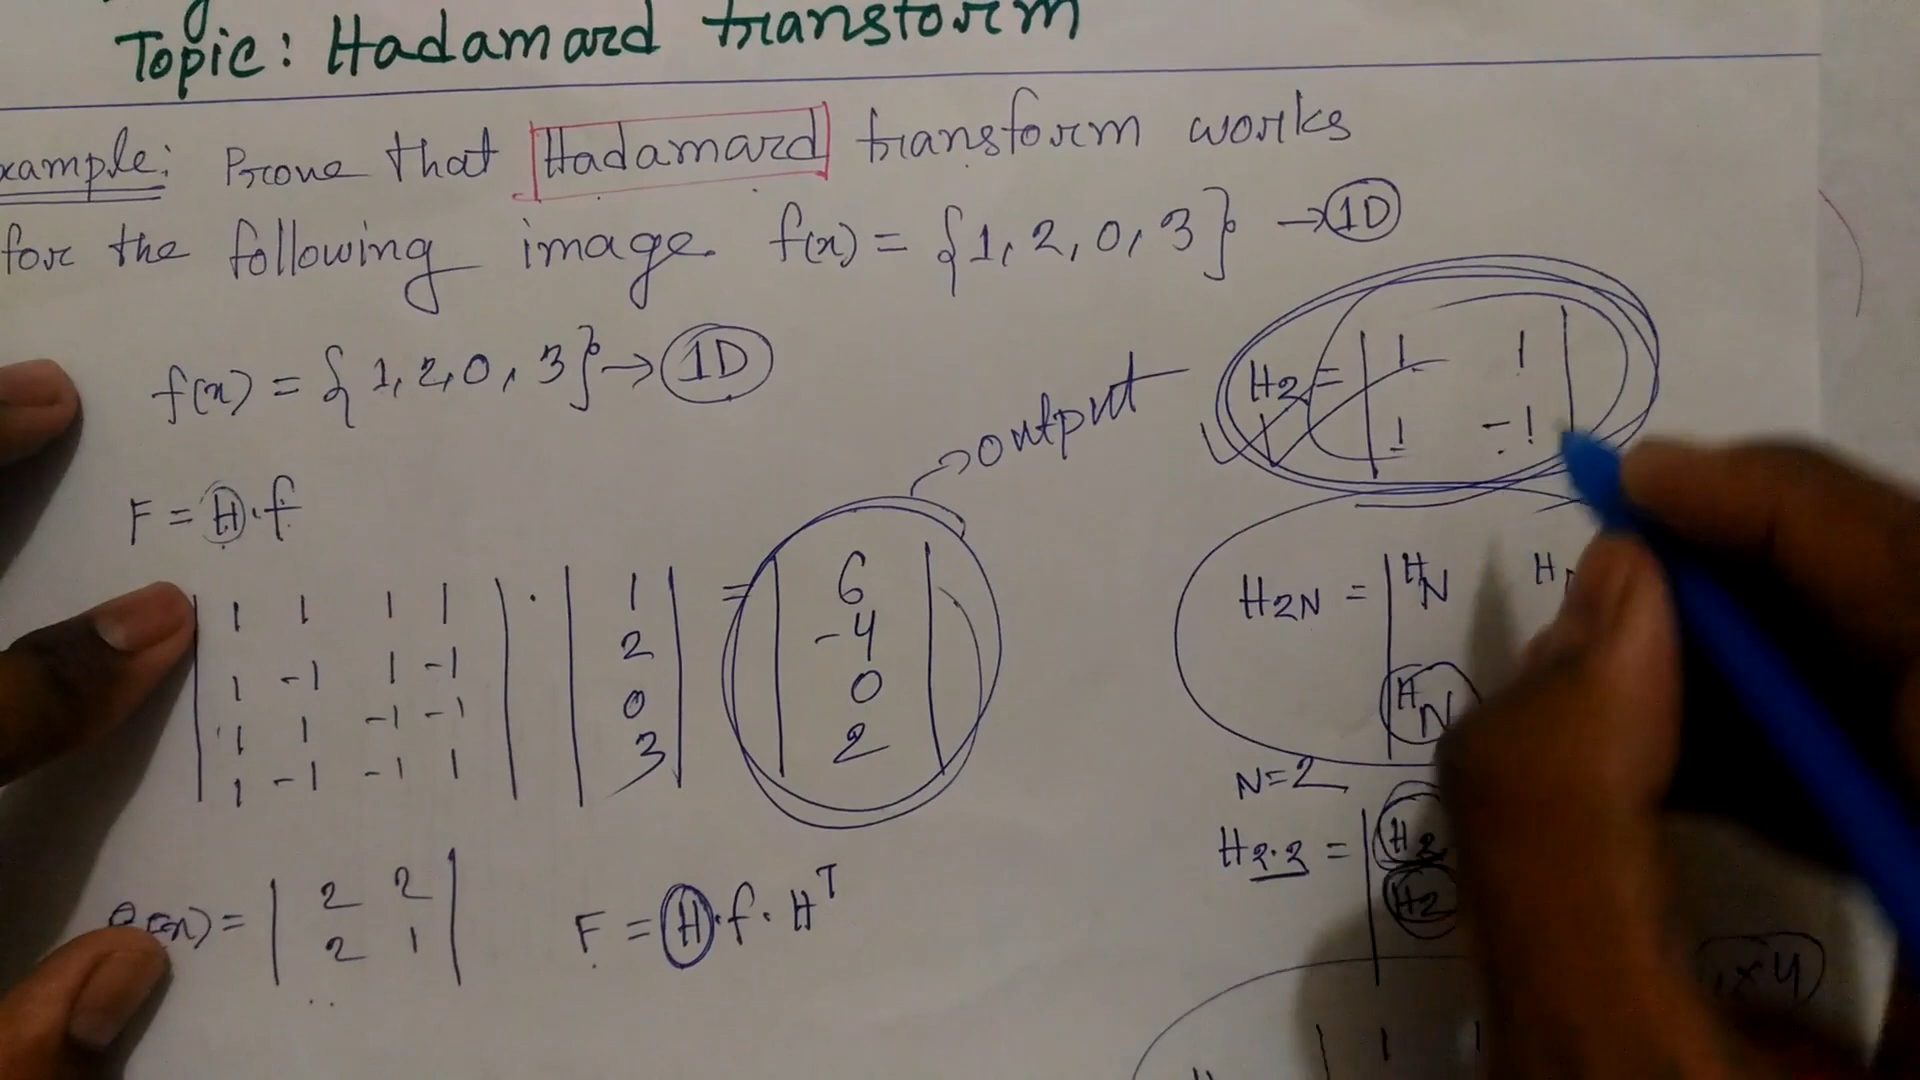 Topic: Hadamard transform
xample: Prove that Hadamard transform works
for the following image. f(x) = {1, 2, 0, 3} → 1D
f(x) = {1, 2, 0, 3} → 1D
F = H.f
| 1 1 1 1 | . | 1 | = | 6 |
| 1 -1 1 -1 | | 2 | | -4 |
| 1 1 -1 -1 | | 0 | | 0 |
| 1 -1 -1 1 | | 3 | | 2 |
→ output
(x) = | 2 2 |
| 2 1 |
F = H.f.H^T
H2 = | 1 1 |
| 1 -1 |
H2N = | HN H
| HN
N=2
H2.2 = | H2
| H2
×4
| 1 1